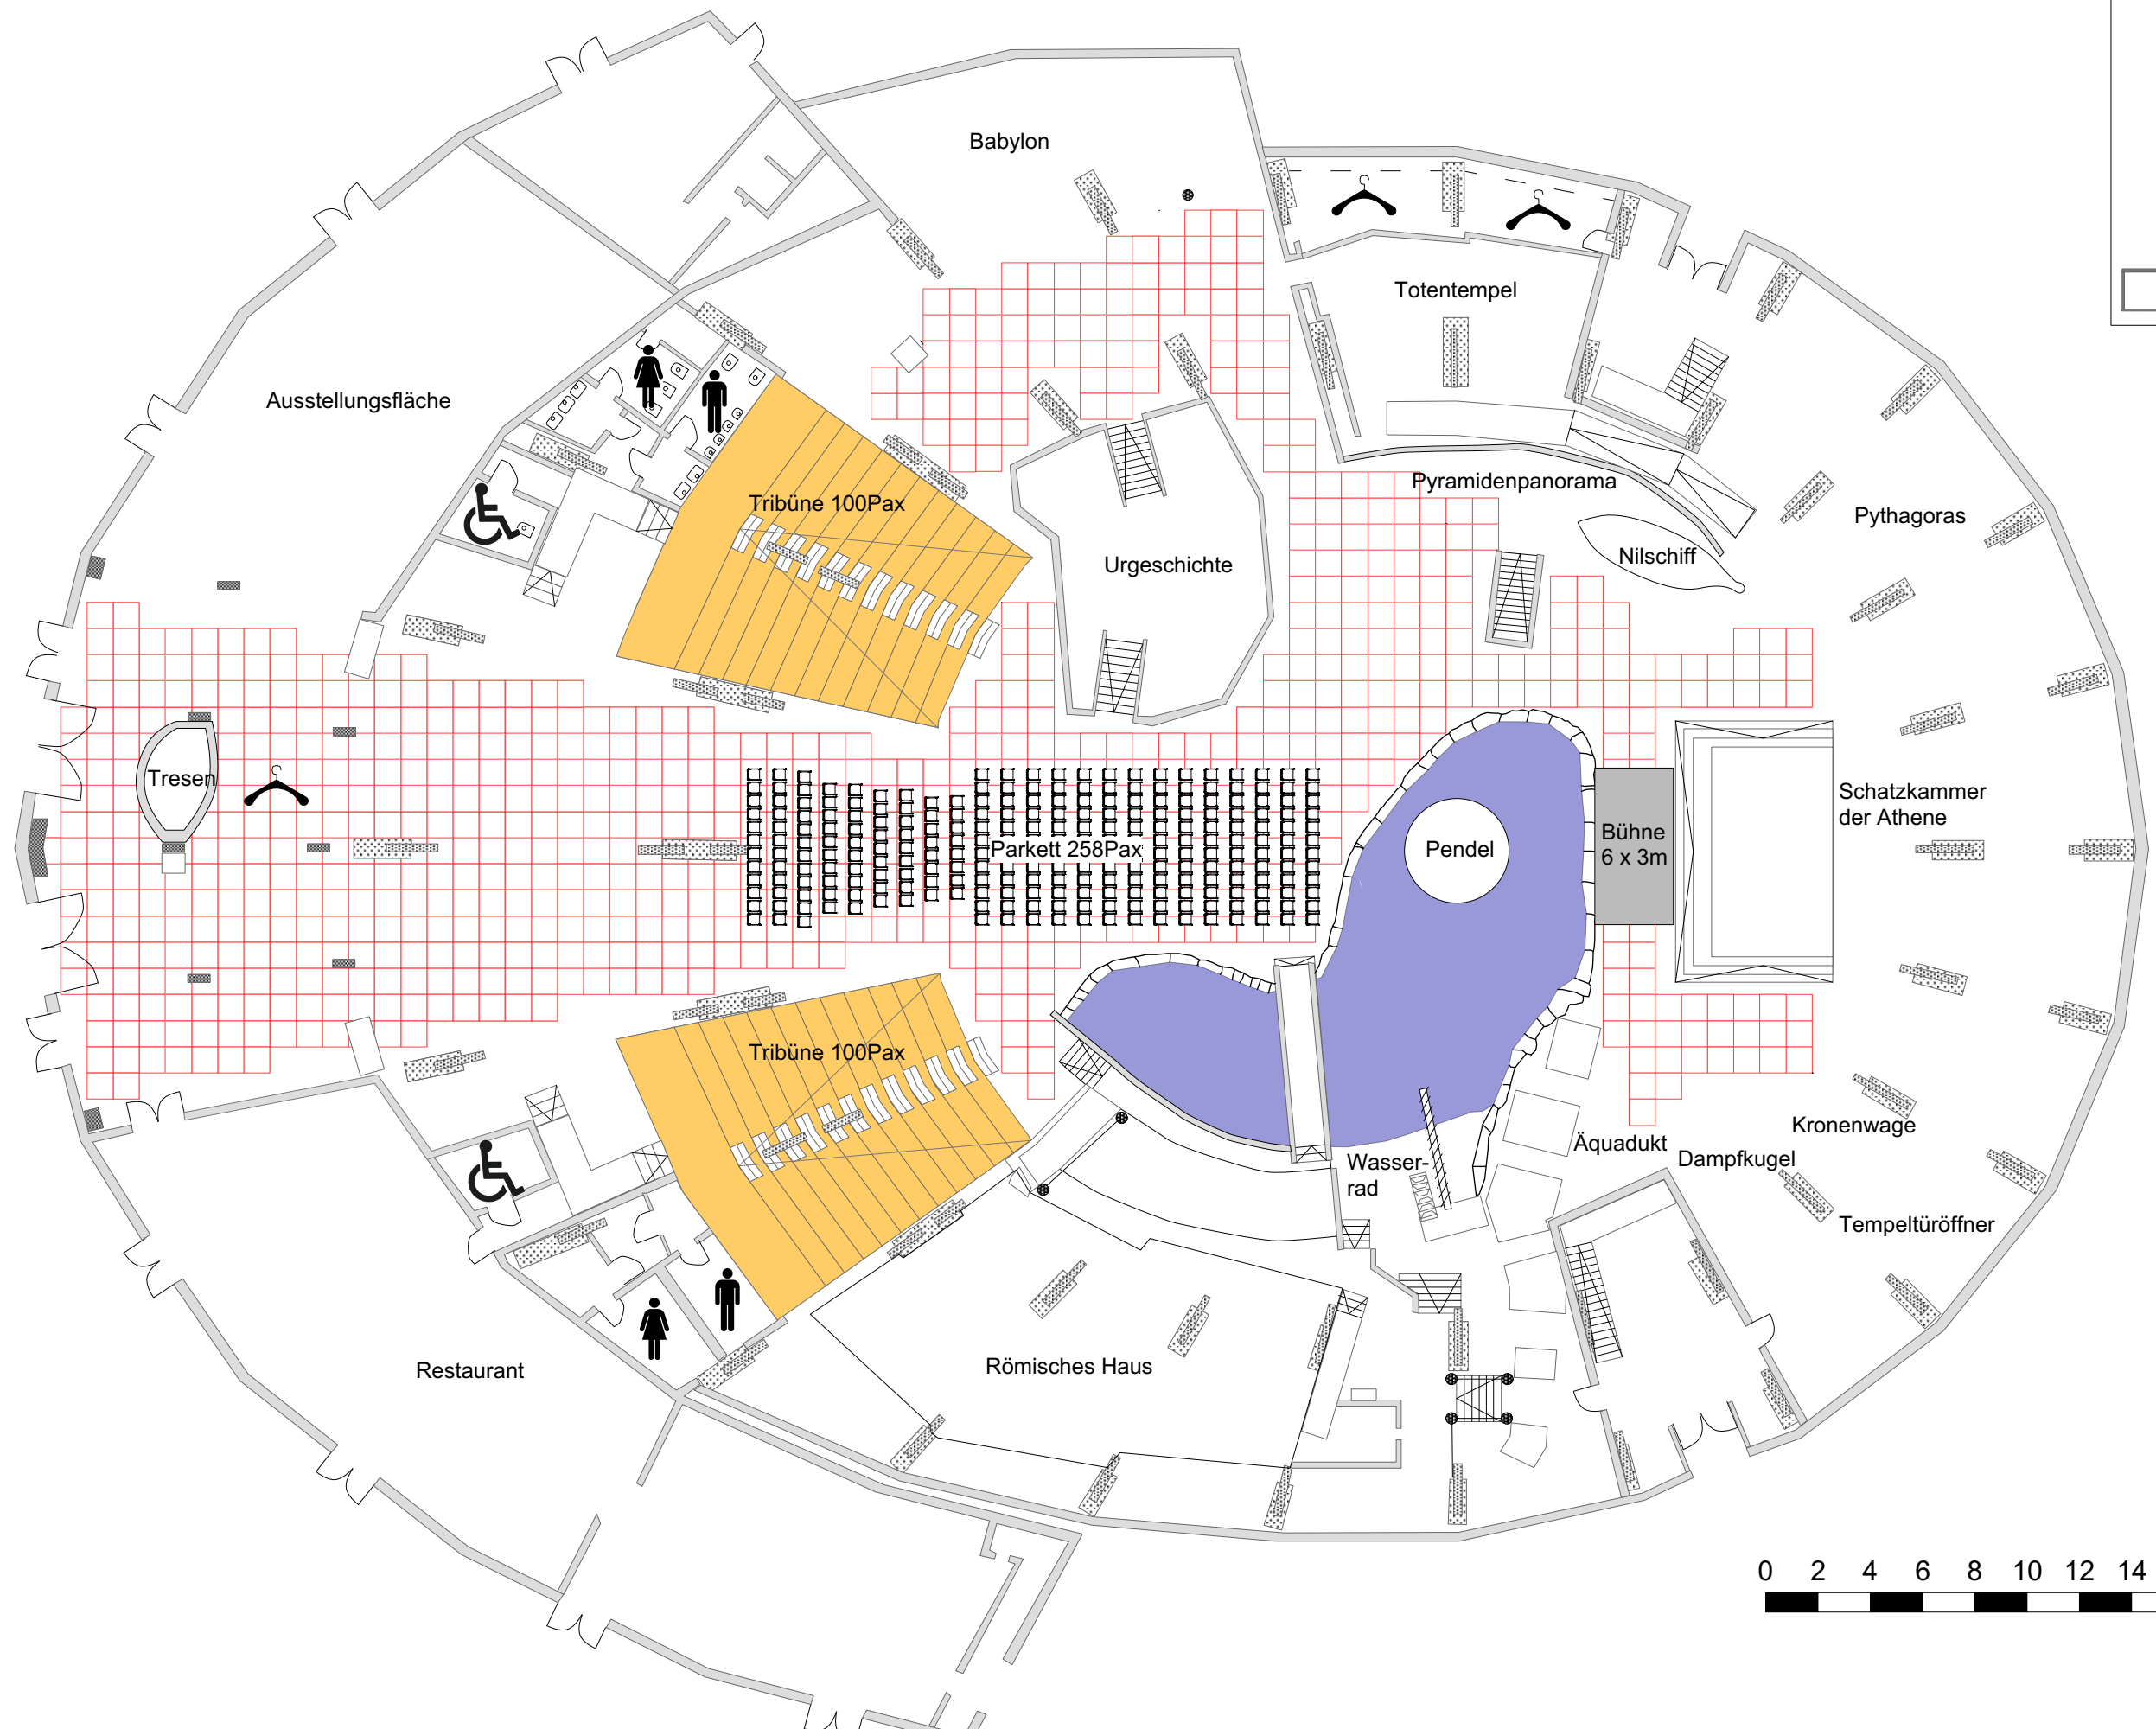 Babylon
Totentempel
Ausstellungsfläche
Pyramidenpanorama
Tribüne 100Pax
Pythagoras
Nilschiff
Urgeschichte
Tresen
Schatzkammer
der Athene
Bühne
6 x 3m
Parkett 258Pax
Pendel
Tribüne 100Pax
Kronenwage
Äquadukt
Dampfkugel
Wasser-
rad
Tempeltüröffner
Römisches Haus
Restaurant
0 2 4 6 8 10 12 14